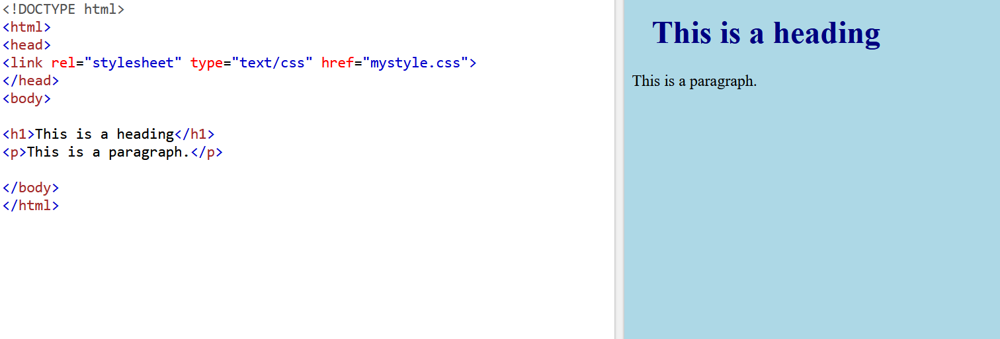 <!DOCTYPE html>
<html>
<head>
<link rel="stylesheet" type="text/css" href="mystyle.css">
</head>
<body>
<h1>This is a heading</h1>
<p>This is a paragraph.</p>
</body>
</html>
This is a heading
This is a paragraph.